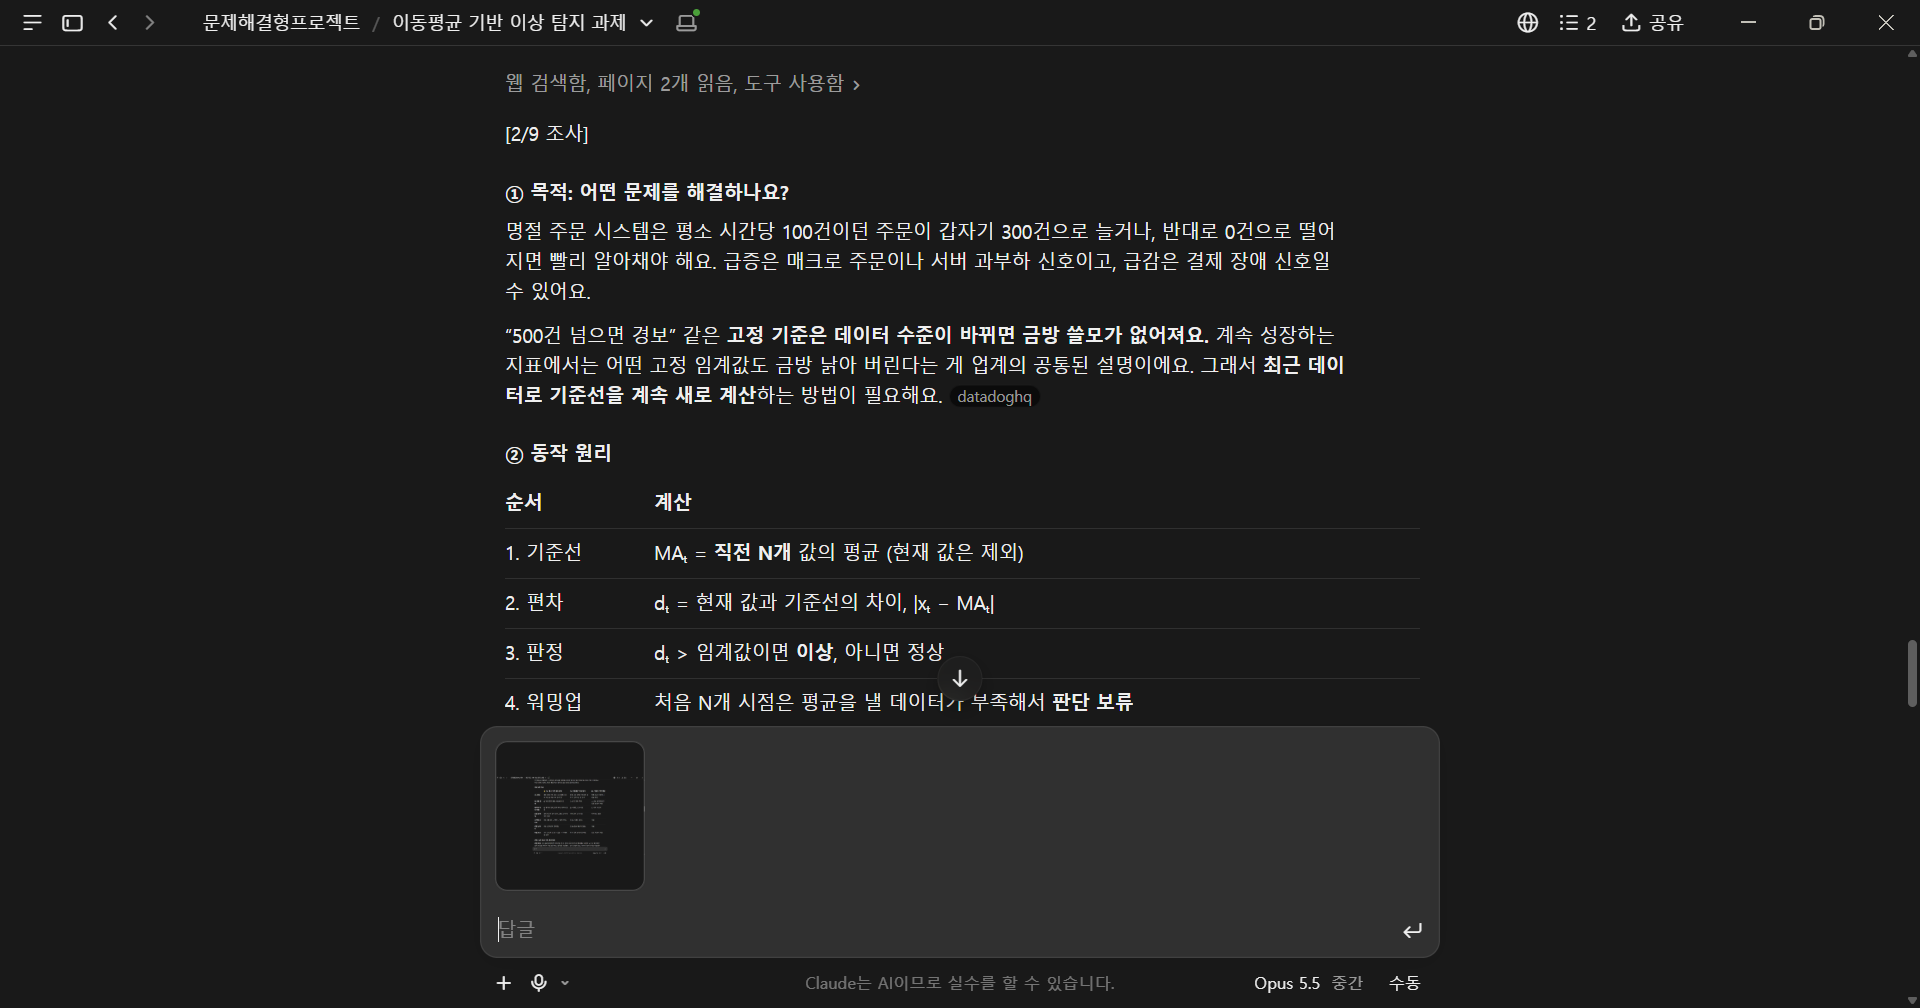 문제해결형프로젝트 / 이동평균 기반 이상 탐지 과제
2
공유
웹 검색함, 페이지 2개 읽음, 도구 사용함
[2/9 조사]
① 목적: 어떤 문제를 해결하나요?
명절 주문 시스템은 평소 시간당 100건이던 주문이 갑자기 300건으로 늘거나, 반대로 0건으로 떨어
지면 빨리 알아채야 해요. 급증은 매크로 주문이나 서버 과부하 신호이고, 급감은 결제 장애 신호일
수 있어요.
“500건 넘으면 경보” 같은 고정 기준은 데이터 수준이 바뀌면 금방 쓸모가 없어져요. 계속 성장하는
지표에서는 어떤 고정 임계값도 금방 낡아 버린다는 게 업계의 공통된 설명이에요. 그래서 최근 데이
터로 기준선을 계속 새로 계산하는 방법이 필요해요. datadoghq
② 동작 원리
순서 계산
1. 기준선 MAₜ = 직전 N개 값의 평균 (현재 값은 제외)
2. 편차 dₜ = 현재 값과 기준선의 차이, |xₜ − MAₜ|
3. 판정 dₜ > 임계값이면 이상, 아니면 정상
4. 워밍업 처음 N개 시점은 평균을 낼 데이터가 부족해서 판단 보류
답글
Claude는 AI이므로 실수를 할 수 있습니다.
Opus 5.5 중간 수동